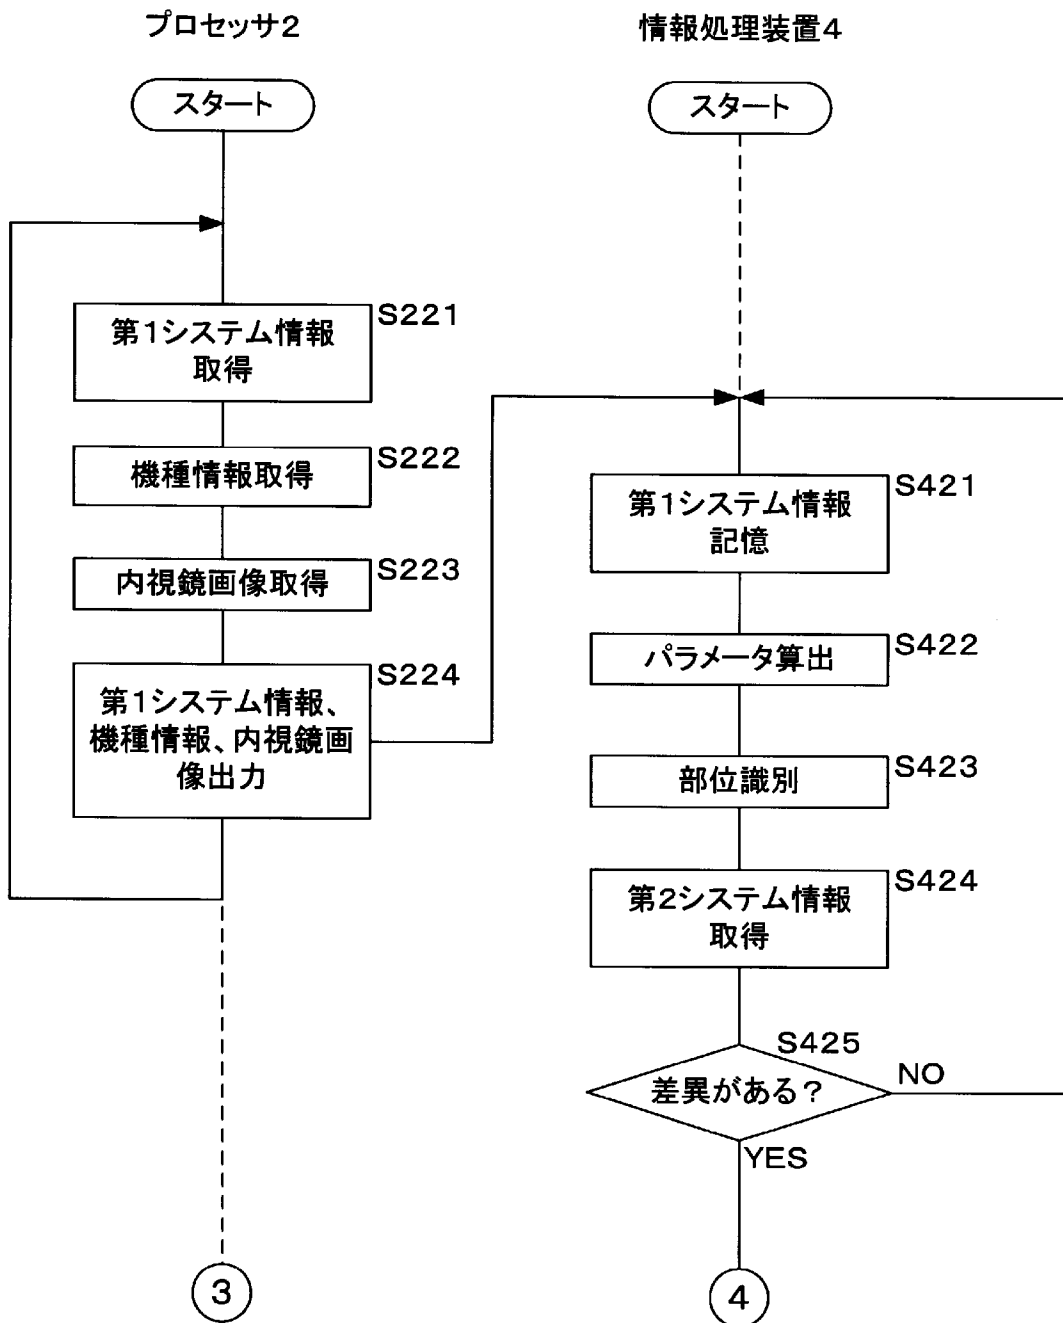 プロセッサ2
情報処理装置4
スタート
スタート
第1システム情報
取得
S221
機種情報取得
S222
内視鏡画像取得
S223
第1システム情報、
機種情報、内視鏡画
像出力
S224
第1システム情報
記憶
S421
パラメータ算出
S422
部位識別
S423
第2システム情報
取得
S424
S425
差異がある?
NO
YES
3
4